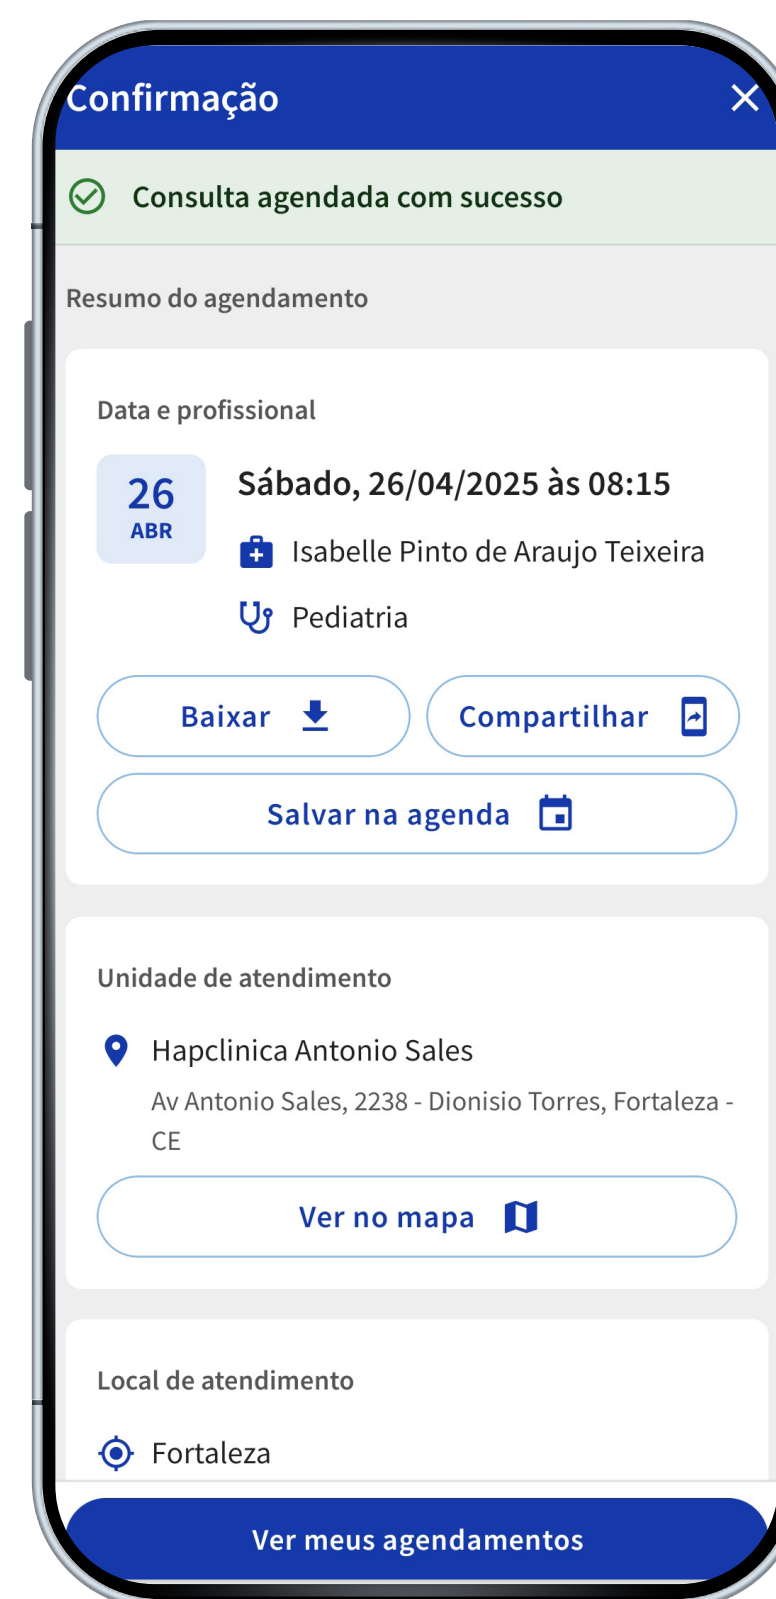 Confirmação
Consulta agendada com sucesso
Resumo do agendamento
Data e profissional
26
ABR
Sábado, 26/04/2025 às 08:15
Isabelle Pinto de Araujo Teixeira
Pediatria
Baixar
Compartilhar
Salvar na agenda
Unidade de atendimento
Hapclinica Antonio Sales
Av Antonio Sales, 2238 - Dionisio Torres, Fortaleza -
CE
Ver no mapa
Local de atendimento
Fortaleza
Ver meus agendamentos